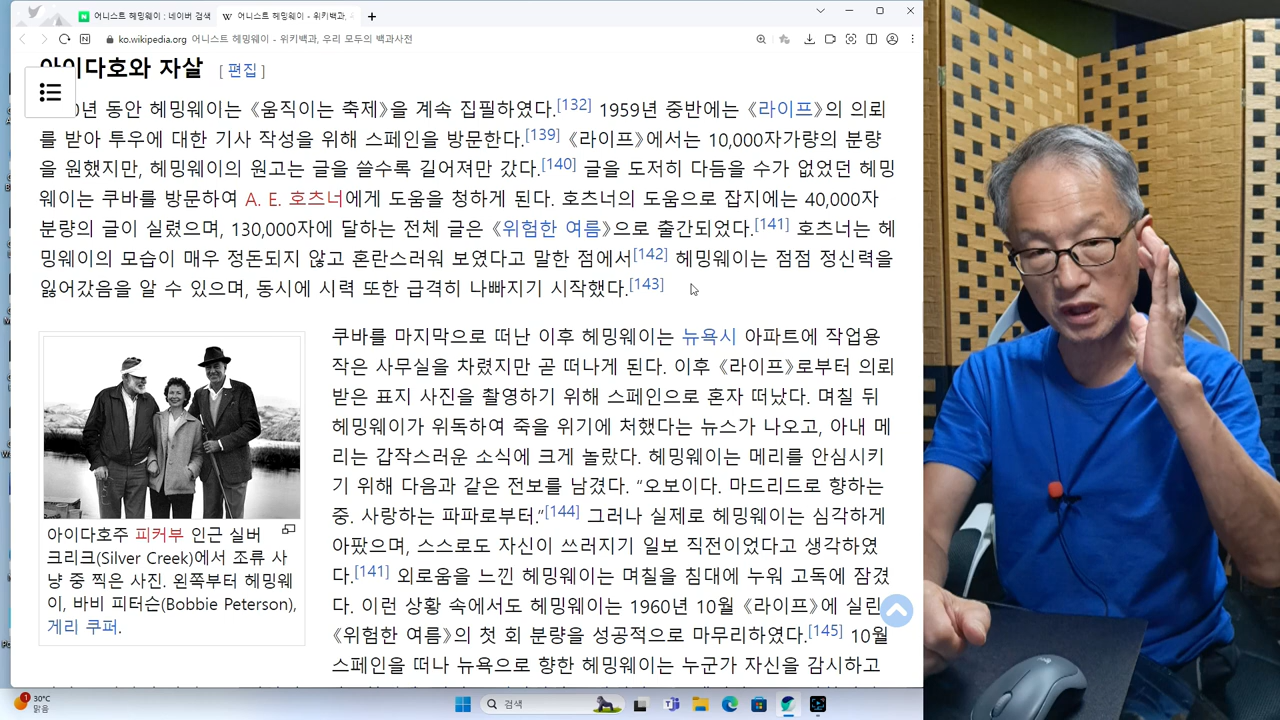 어니스트 헤밍웨이 : 네이버 검색
어니스트 헤밍웨이 - 위키백과,
ko.wikipedia.org 어니스트 헤밍웨이 - 위키백과, 우리 모두의 백과사전
아이다호와 자살 [편집]
0년 동안 헤밍웨이는 《움직이는 축제》을 계속 집필하였다.[132] 1959년 중반에는 《라이프》의 의뢰
를 받아 투우에 대한 기사 작성을 위해 스페인을 방문한다.[139] 《라이프》에서는 10,000자가량의 분량
을 원했지만, 헤밍웨이의 원고는 글을 쓸수록 길어져만 갔다.[140] 글을 도저히 다듬을 수가 없었던 헤밍
웨이는 쿠바를 방문하여 A. E. 호츠너에게 도움을 청하게 된다. 호츠너의 도움으로 잡지에는 40,000자
분량의 글이 실렸으며, 130,000자에 달하는 전체 글은 《위험한 여름》으로 출간되었다.[141] 호츠너는 헤
밍웨이의 모습이 매우 정돈되지 않고 혼란스러워 보였다고 말한 점에서[142] 헤밍웨이는 점점 정신력을
잃어갔음을 알 수 있으며, 동시에 시력 또한 급격히 나빠지기 시작했다.[143]
쿠바를 마지막으로 떠난 이후 헤밍웨이는 뉴욕시 아파트에 작업용
작은 사무실을 차렸지만 곧 떠나게 된다. 이후 《라이프》로부터 의뢰
받은 표지 사진을 촬영하기 위해 스페인으로 혼자 떠났다. 며칠 뒤
헤밍웨이가 위독하여 죽을 위기에 처했다는 뉴스가 나오고, 아내 메
리는 갑작스러운 소식에 크게 놀랐다. 헤밍웨이는 메리를 안심시키
기 위해 다음과 같은 전보를 남겼다. “오보이다. 마드리드로 향하는
중. 사랑하는 파파로부터.”[144] 그러나 실제로 헤밍웨이는 심각하게
아팠으며, 스스로도 자신이 쓰러지기 일보 직전이었다고 생각하였
다.[141] 외로움을 느낀 헤밍웨이는 며칠을 침대에 누워 고독에 잠겼
다. 이런 상황 속에서도 헤밍웨이는 1960년 10월 《라이프》에 실린
《위험한 여름》의 첫 회 분량을 성공적으로 마무리하였다.[145] 10월
스페인을 떠나 뉴욕으로 향한 헤밍웨이는 누군가 자신을 감시하고
아이다호주 피커부 인근 실버
크리크(Silver Creek)에서 조류 사
냥 중 찍은 사진. 왼쪽부터 헤밍웨
이, 바비 피터슨(Bobbie Peterson),
게리 쿠퍼.
1
30°C
맑음
검색